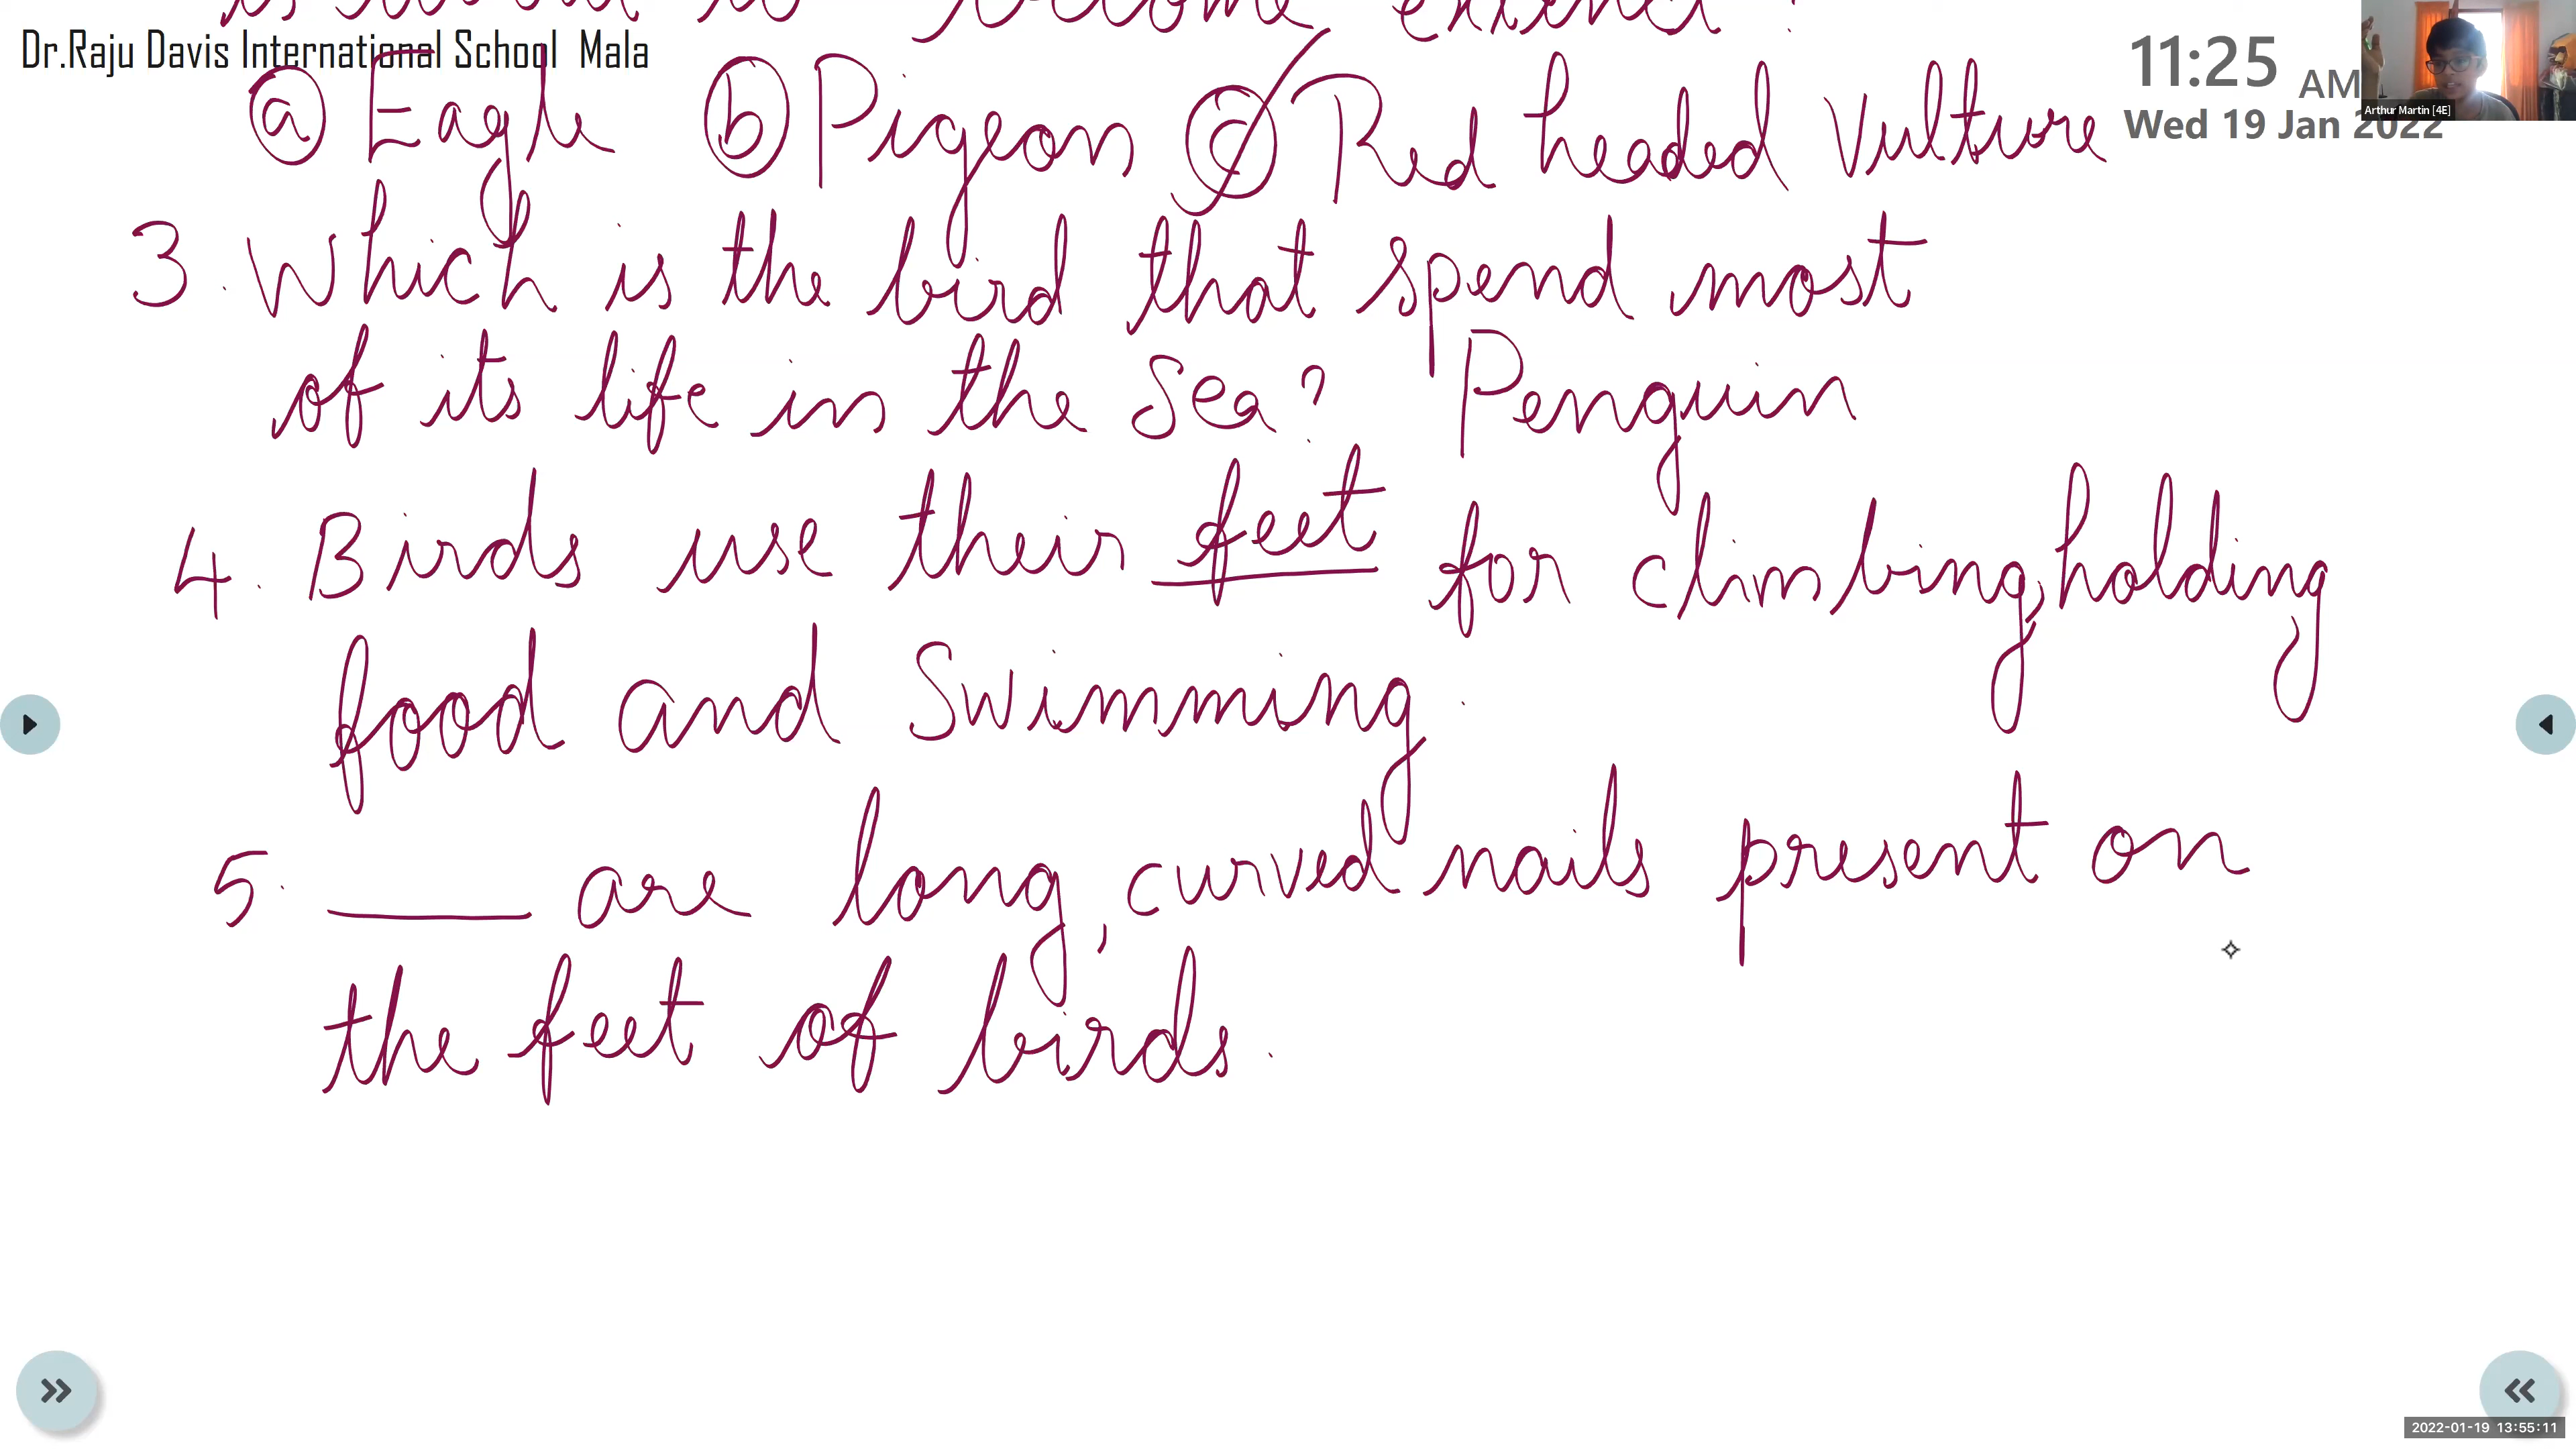 become
Dr.Raju Davis International School Mala
11:25 AM
Wed 19 Jan 2022
Arthur Martin [4E]
a Eagle b Pigeon c Red headed Vulture
3. Which is the bird that spend most
of its life in the Sea? Penguin
4. Birds use their feet for climbing, holding
food and Swimming.
5. ____ are long, curved nails present on
the feet of birds.
2022-01-19 13:55:11